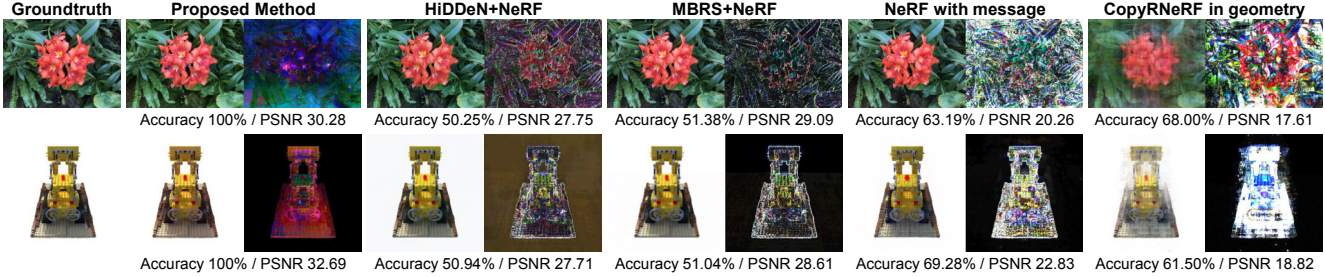 Groundtruth Proposed Method HiDDeN+NeRF MBRS+NeRF NeRF with message CopyRNeRF in geometry
Accuracy 100% / PSNR 30.28 Accuracy 50.25% / PSNR 27.75 Accuracy 51.38% / PSNR 29.09 Accuracy 63.19% / PSNR 20.26 Accuracy 68.00% / PSNR 17.61
Accuracy 100% / PSNR 32.69 Accuracy 50.94% / PSNR 27.71 Accuracy 51.04% / PSNR 28.61 Accuracy 69.28% / PSNR 22.83 Accuracy 61.50% / PSNR 18.82